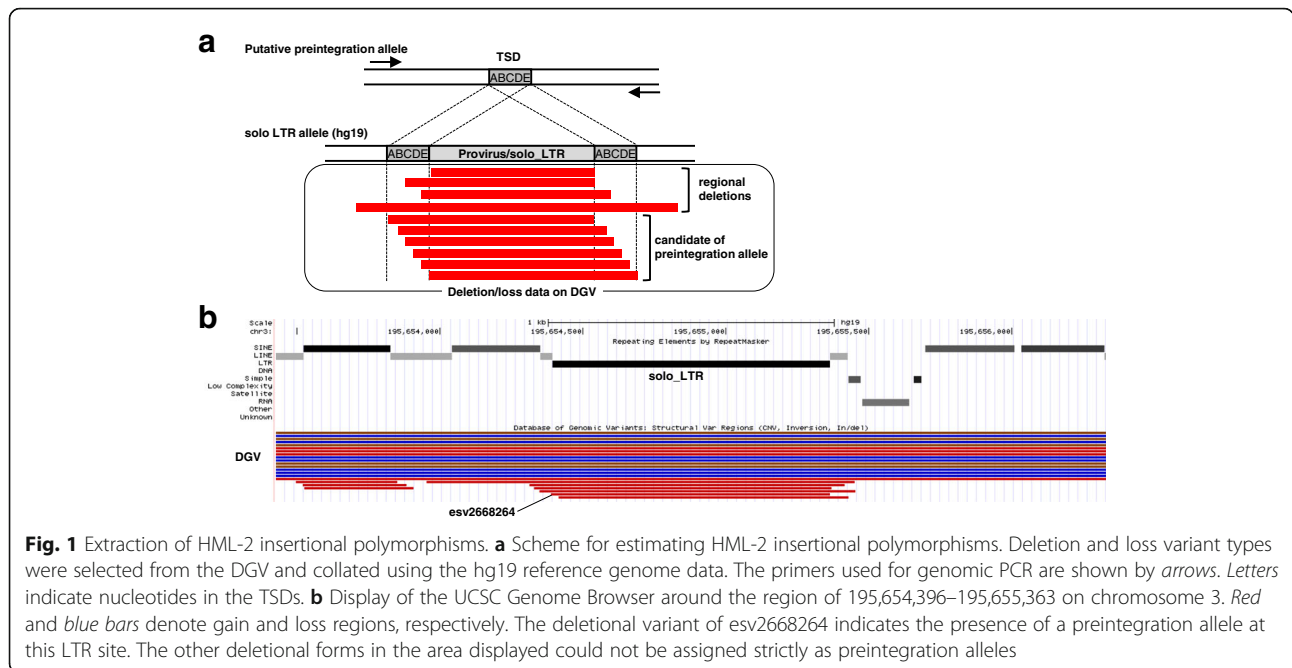 a
Putative preintegration allele
TSD
ABCDE
solo LTR allele (hg19)
ABCDE
Provirus/solo_LTR
ABCDE
regional
deletions
candidate of
preintegration allele
Deletion/loss data on DGV
b
Scale
1 kb
hg19
chr3:
195,654,000
195,654,500
195,655,000
195,655,500
195,656,000
Repeating Elements by RepeatMasker
SINE
LINE
LTR
DNA
Simple
Low Complexity
Satellite
RNA
Other
Unknown
solo_LTR
Database of Genomic Variants: Structural Var Regions (CNV, Inversion, In/del)
DGV
esv2668264
Fig. 1 Extraction of HML-2 insertional polymorphisms. a Scheme for estimating HML-2 insertional polymorphisms. Deletion and loss variant types
were selected from the DGV and collated using the hg19 reference genome data. The primers used for genomic PCR are shown by arrows. Letters
indicate nucleotides in the TSDs. b Display of the UCSC Genome Browser around the region of 195,654,396–195,655,363 on chromosome 3. Red
and blue bars denote gain and loss regions, respectively. The deletional variant of esv2668264 indicates the presence of a preintegration allele at
this LTR site. The other deletional forms in the area displayed could not be assigned strictly as preintegration alleles